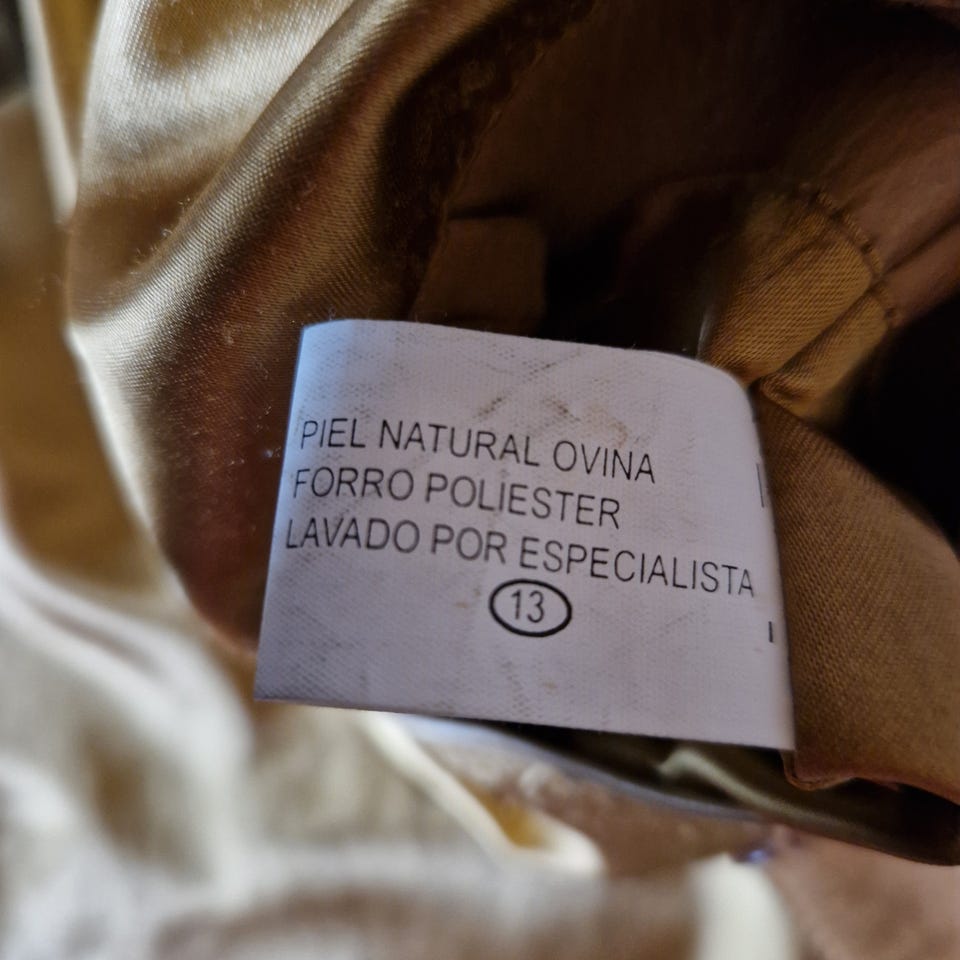 PIEL NATURAL OVINA
FORRO POLIESTER
LAVADO POR ESPECIALISTA
13